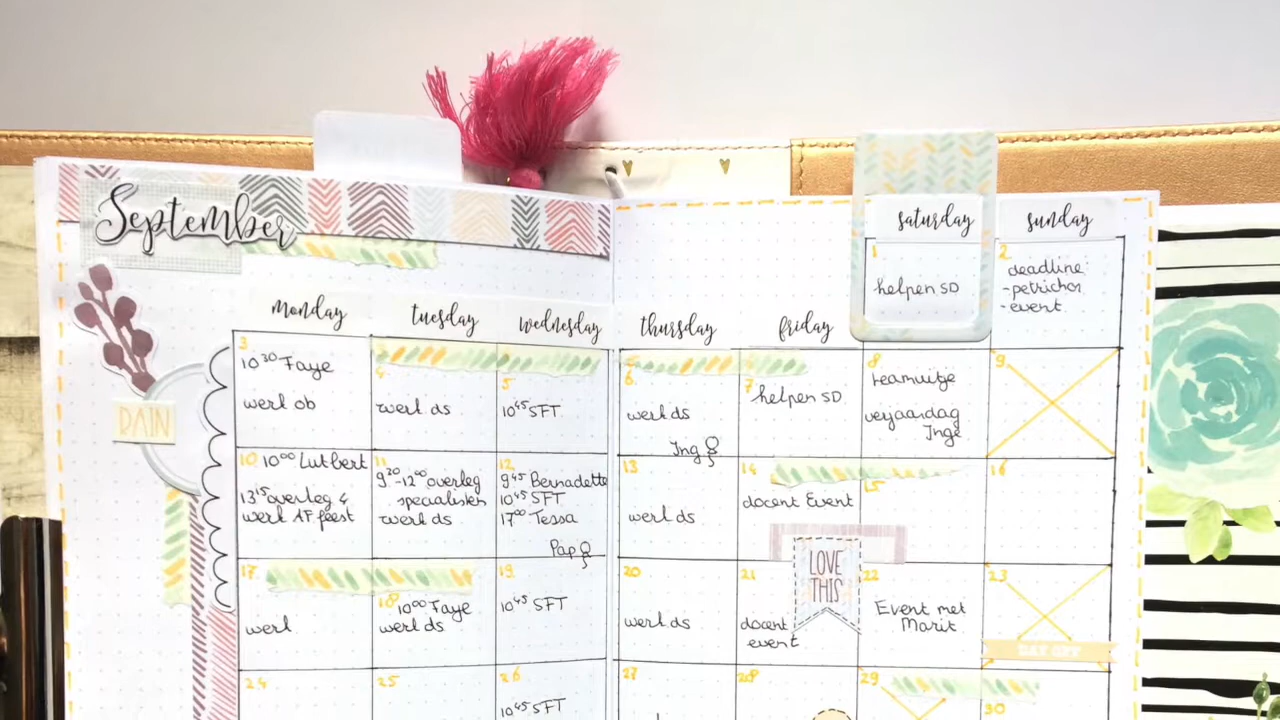 September
saturday
sunday
1
helpen SD
2
deadline
-petrichor
-event
monday
tuesday
wednesday
thursday
friday
3
10³⁰ Faye
werk ob
4
werk ds
5
10⁴⁵ SFT
6
werk ds
Ing
7
helpen SD
8
teamuitje
verjaardag
Inge
9
RAIN
10 10⁰⁰ Lutbert
13¹⁵ overleg &
werk AF feest
11
9²⁰-12⁰⁰ overleg
specialisten
werk ds
12
9⁴⁵ Bernadette
10⁴⁵ SFT
17⁰⁰ Tessa
Pap
13
werk ds
14
docent Event
15
16
17
werk
18
10⁰⁰ Faye
werk ds
19
10⁴⁵ SFT
20
werk ds
21
docent
event
LOVE
THIS
22
Event met
Marit
23
DAY OFF
24
25
26
10⁴⁵ SFT
27
28
29
30